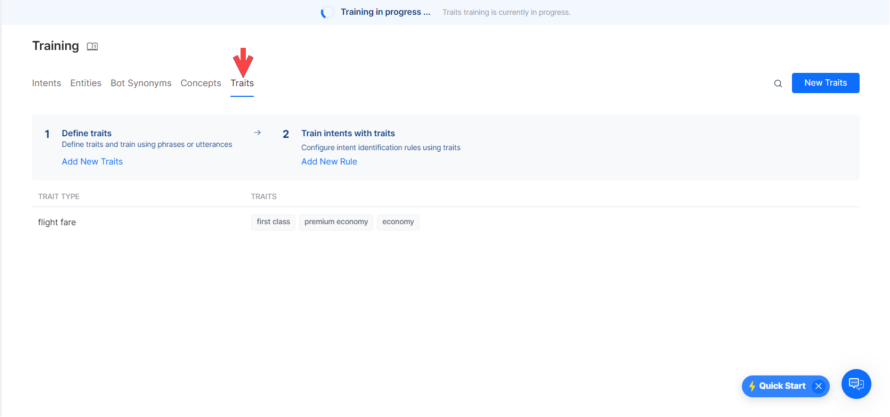 Training in progress ... Traits training is currently in progress.
Training
Intents Entities Bot Synonyms Concepts Traits
New Traits
1 Define traits
Define traits and train using phrases or utterances
Add New Traits
2 Train intents with traits
Configure intent identification rules using traits
Add New Rule
TRAIT TYPE TRAITS
flight fare first class premium economy economy
Quick Start